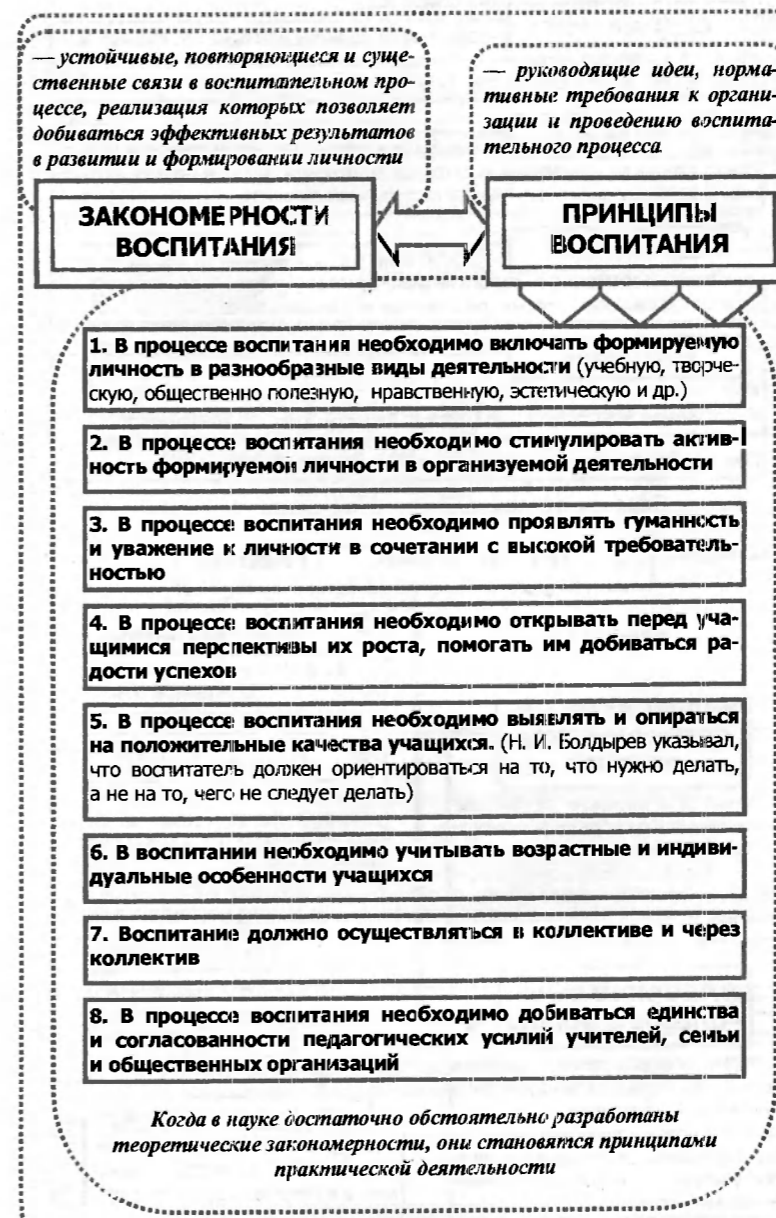 — устойчивые, повторяющиеся и суще-
ственные связи в воспитательном про-
цессе, реализация которых позволяет
добиваться эффективных результатов
в развитии и формировании личности
— руководящие идеи, норма-
тивные требования к органи-
зации и проведению воспита-
тельного процесса
ЗАКОНОМЕРНОСТИ
ВОСПИТАНИЯ
ПРИНЦИПЫ
ВОСПИТАНИЯ
1. В процессе воспитания необходимо включать формируемую
личность в разнообразные виды деятельности (учебную, творче-
скую, общественно полезную, нравственную, эстетическую и др.)
2. В процессе воспитания необходимо стимулировать актив-
ность формируемой личности в организуемой деятельности
3. В процессе воспитания необходимо проявлять гуманность
и уважение к личности в сочетании с высокой требователь-
ностью
4. В процессе воспитания необходимо открывать перед уча-
щимися перспективы их роста, помогать им добиваться ра-
дости успехов
5. В процессе воспитания необходимо выявлять и опираться
на положительные качества учащихся. (Н. И. Болдырев указывал,
что воспитатель должен ориентироваться на то, что нужно делать,
а не на то, чего не следует делать)
6. В воспитании необходимо учитывать возрастные и индиви-
дуальные особенности учащихся
7. Воспитание должно осуществляться в коллективе и через
коллектив
8. В процессе воспитания необходимо добиваться единства
и согласованности педагогических усилий учителей, семьи
и общественных организаций
Когда в науке достаточно обстоятельно разработаны
теоретические закономерности, они становятся принципами
практической деятельности